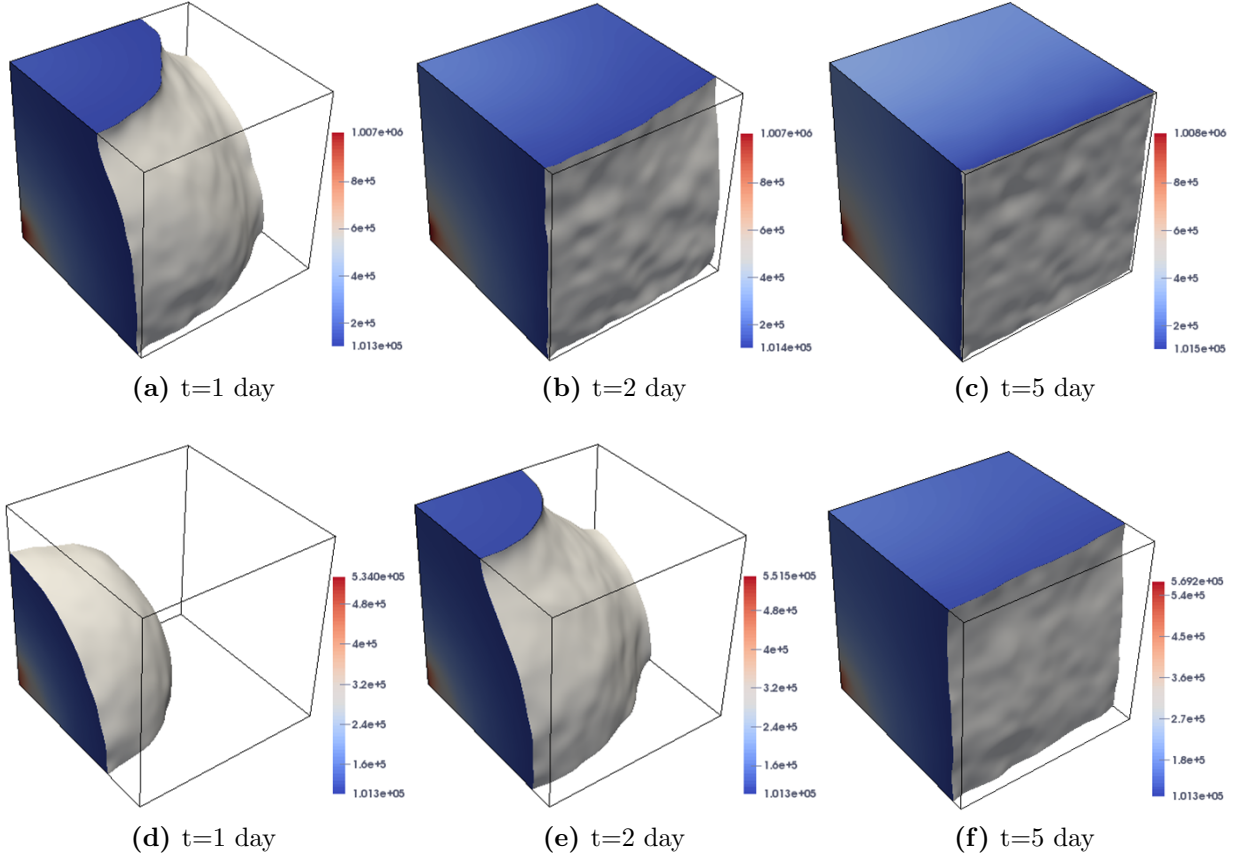 1.007e+06
8e+5
6e+5
4e+5
2e+5
1.013e+05
1.007e+06
8e+5
6e+5
4e+5
2e+5
1.014e+05
1.008e+06
8e+5
6e+5
4e+5
2e+5
1.015e+05
(a) t=1 day
(b) t=2 day
(c) t=5 day
5.340e+05
4.8e+5
4e+5
3.2e+5
2.4e+5
1.6e+5
1.013e+05
5.515e+05
4.8e+5
4e+5
3.2e+5
2.4e+5
1.6e+5
1.013e+05
5.692e+05
5.4e+5
4.5e+5
3.6e+5
2.7e+5
1.8e+5
1.013e+05
(d) t=1 day
(e) t=2 day
(f) t=5 day